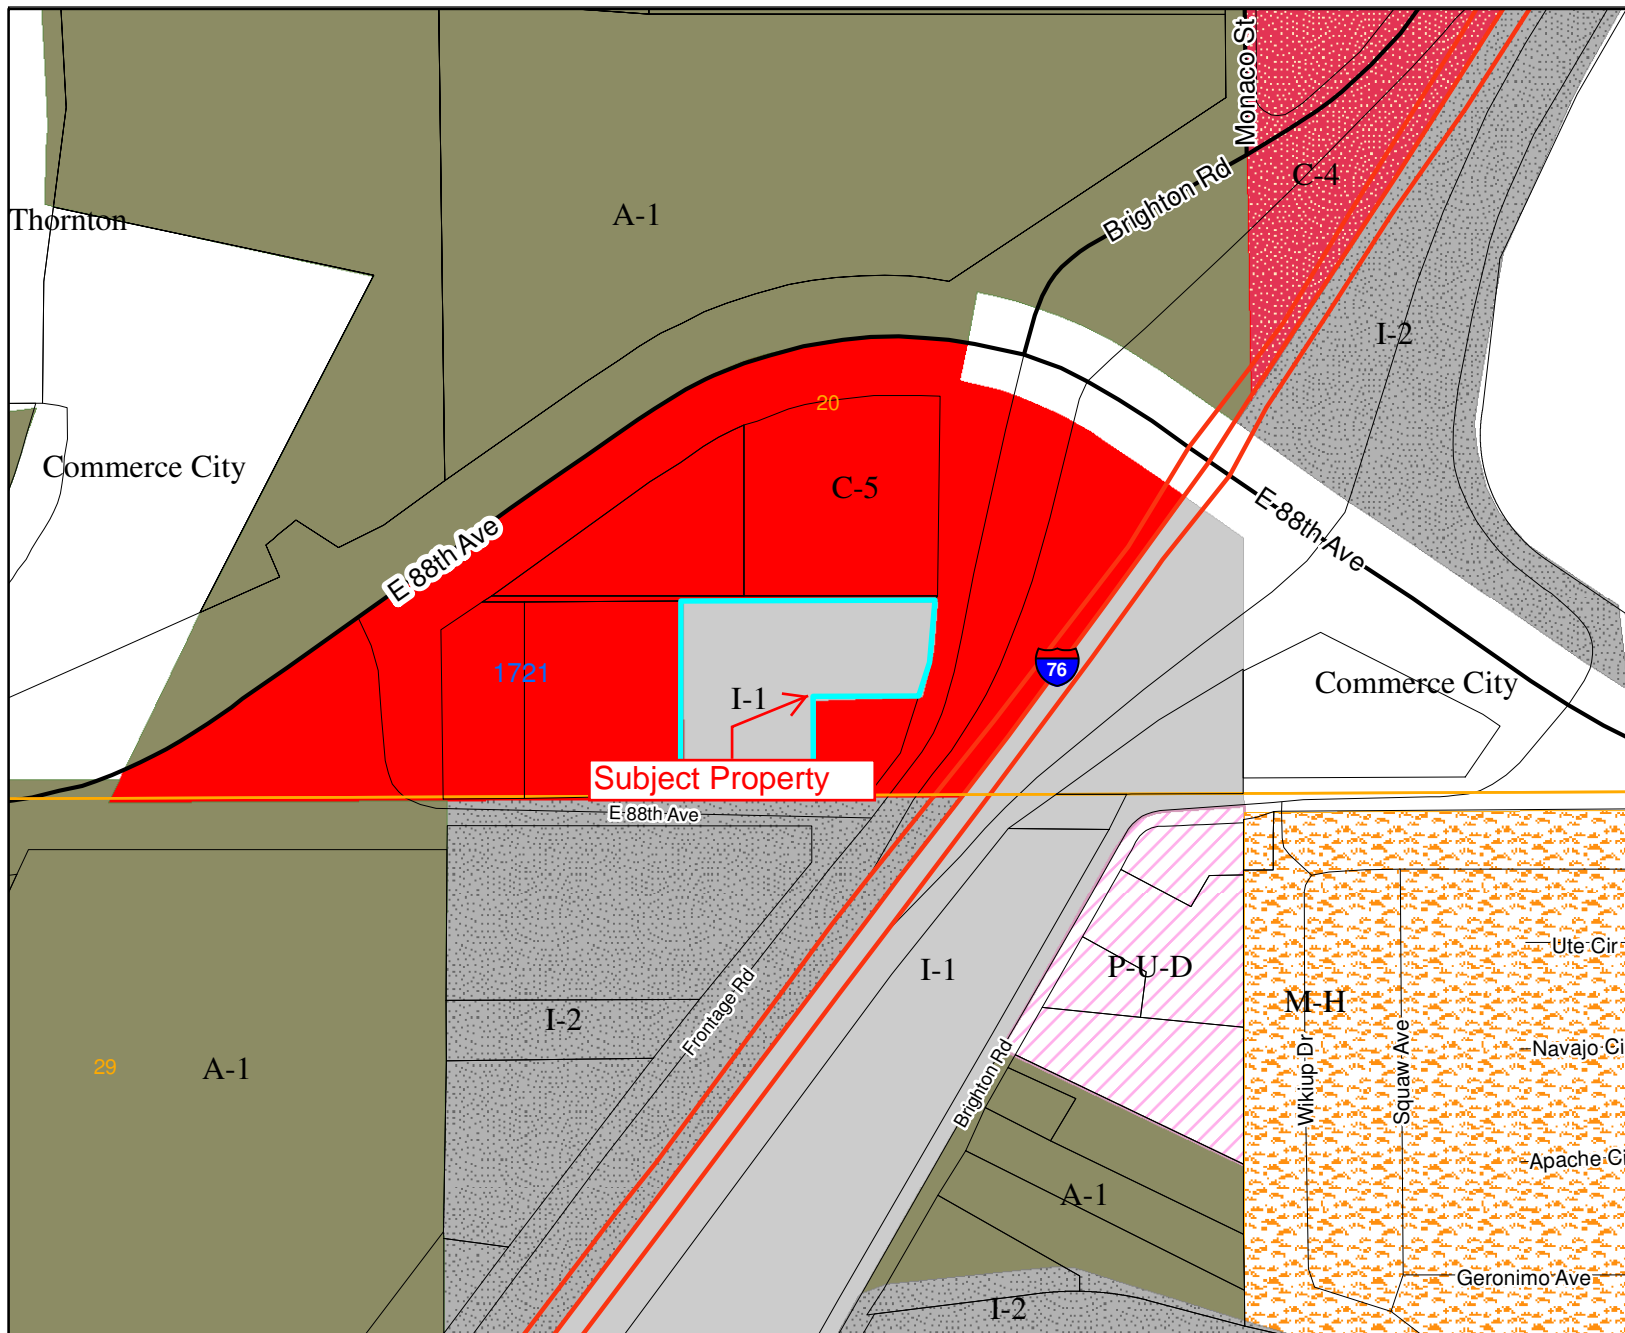 Monaco St
C-4
Brighton Rd
A-1
Thornton
I-2
20
Commerce City
C-5
E 88th Ave
E 88th Ave
76
1721
Commerce City
I-1
Subject Property
E 88th Ave
Ute Cir
I-1
P-U-D
M-H
Frontage Rd
I-2
Navajo Ci
29
A-1
Brighton Rd
Wikiup Dr
Squaw Ave
Apache Ci
A-1
Geronimo Ave
I-2